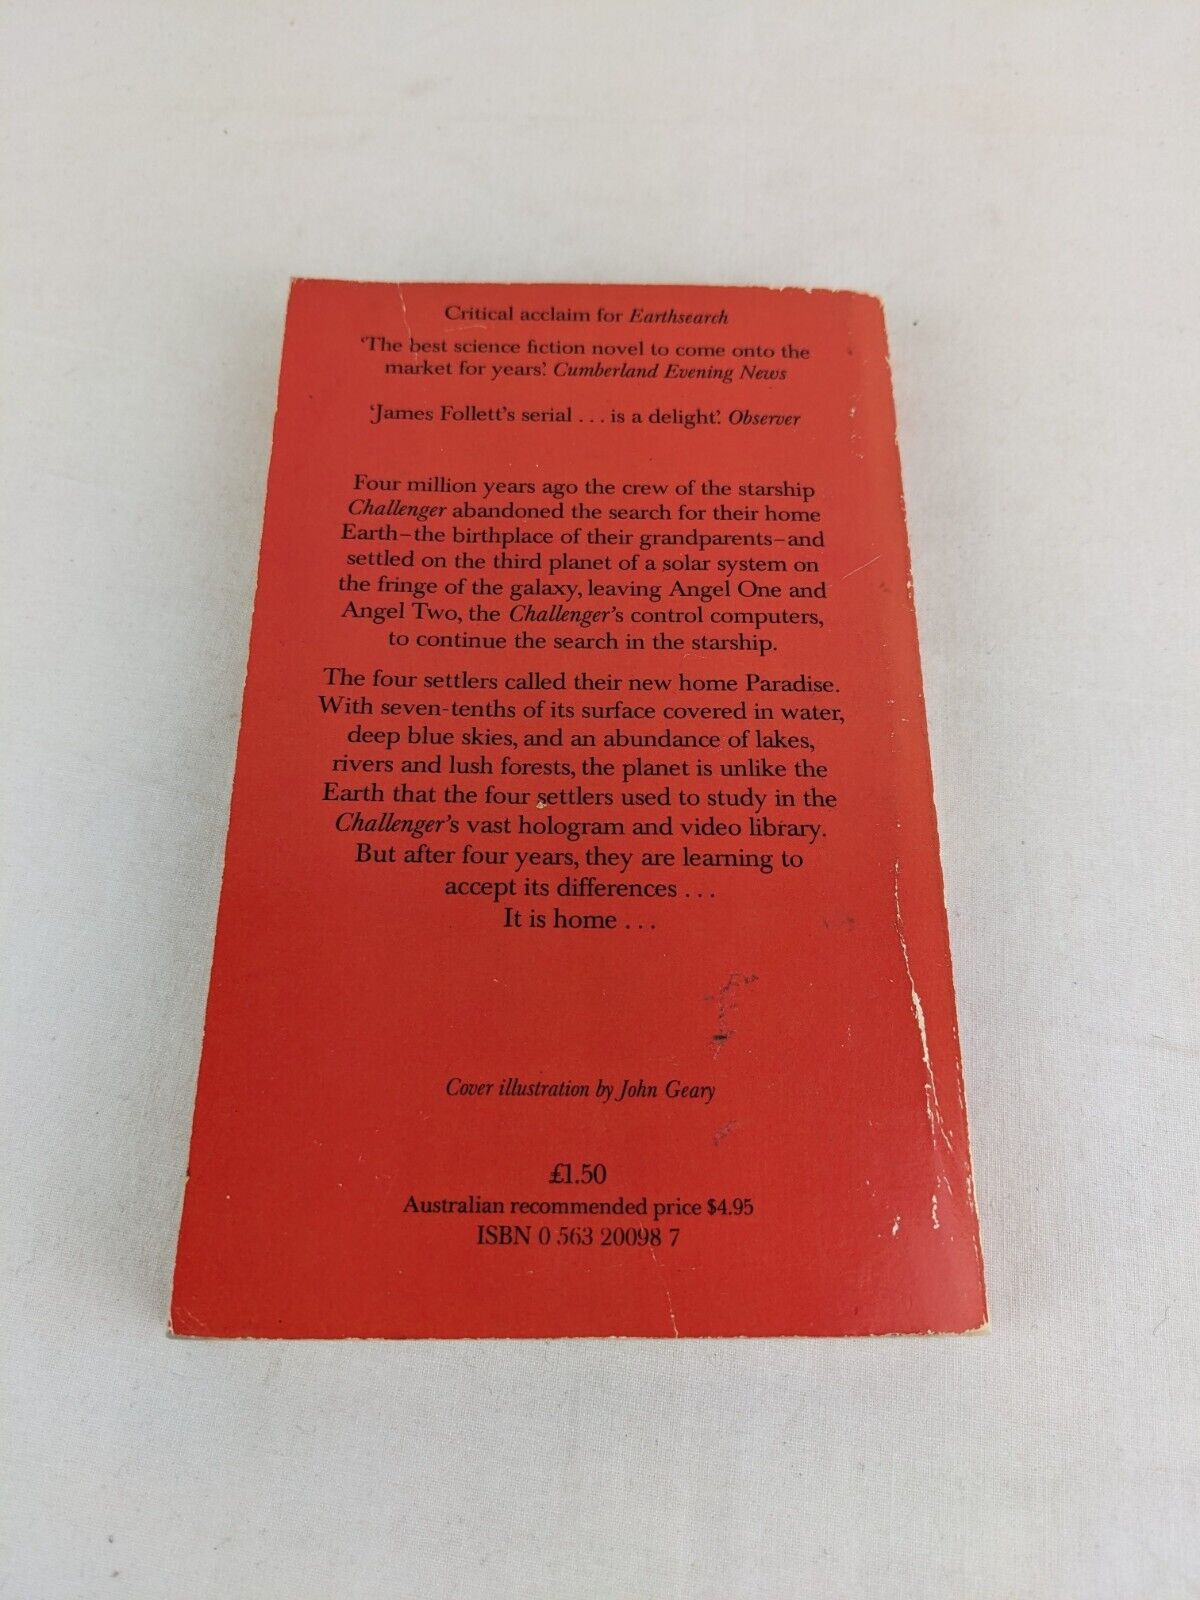 Critical acclaim for Earthsearch
‘The best science fiction novel to come onto the
market for years’. Cumberland Evening News
‘James Follett's serial . . . is a delight’. Observer
Four million years ago the crew of the starship
Challenger abandoned the search for their home
Earth–the birthplace of their grandparents–and
settled on the third planet of a solar system on
the fringe of the galaxy, leaving Angel One and
Angel Two, the Challenger's control computers,
to continue the search in the starship.
The four settlers called their new home Paradise.
With seven-tenths of its surface covered in water,
deep blue skies, and an abundance of lakes,
rivers and lush forests, the planet is unlike the
Earth that the four settlers used to study in the
Challenger's vast hologram and video library.
But after four years, they are learning to
accept its differences . . .
It is home . . .
Cover illustration by John Geary
£1.50
Australian recommended price $4.95
ISBN 0 563 20098 7